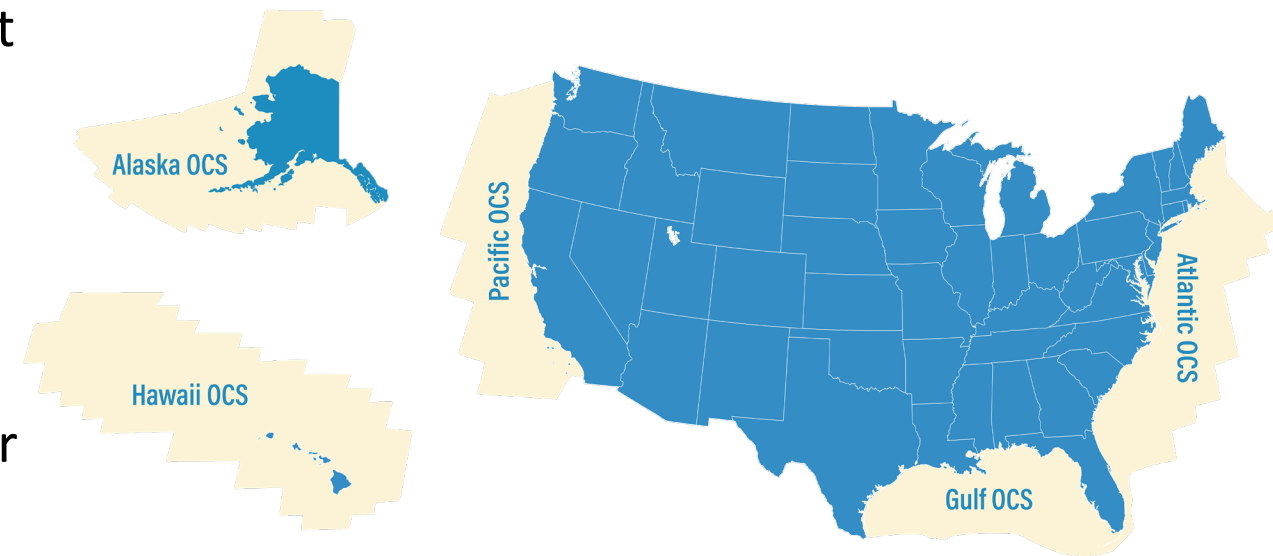 t
Alaska OCS
Pacific OCS
Atlantic OCS
Hawaii OCS
r
Gulf OCS